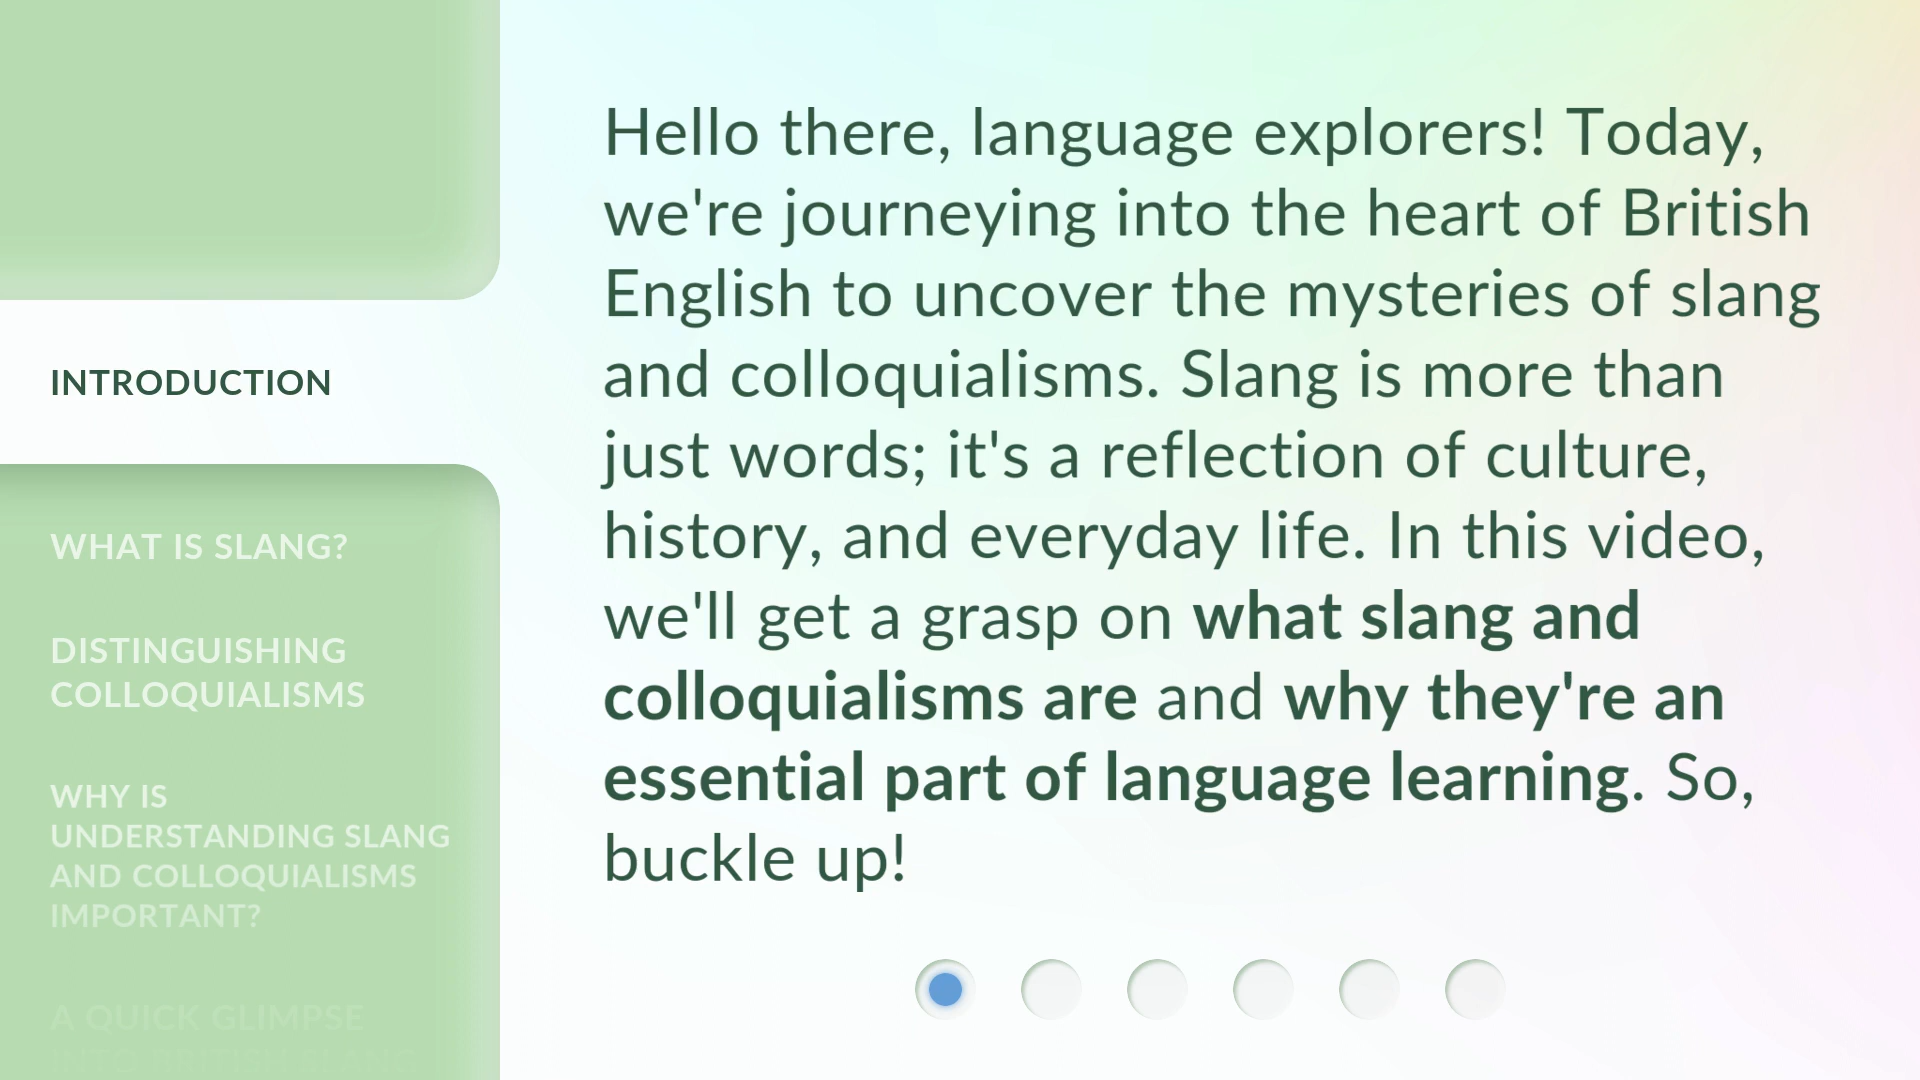 INTRODUCTION
WHAT IS SLANG?
DISTINGUISHING
COLLOQUIALISMS
WHY IS
UNDERSTANDING SLANG
AND COLLOQUIALISMS
IMPORTANT?
A QUICK GLIMPSE
INTO BRITISH SLANG
Hello there, language explorers! Today,
we're journeying into the heart of British
English to uncover the mysteries of slang
and colloquialisms. Slang is more than
just words; it's a reflection of culture,
history, and everyday life. In this video,
we'll get a grasp on what slang and
colloquialisms are and why they're an
essential part of language learning. So,
buckle up!